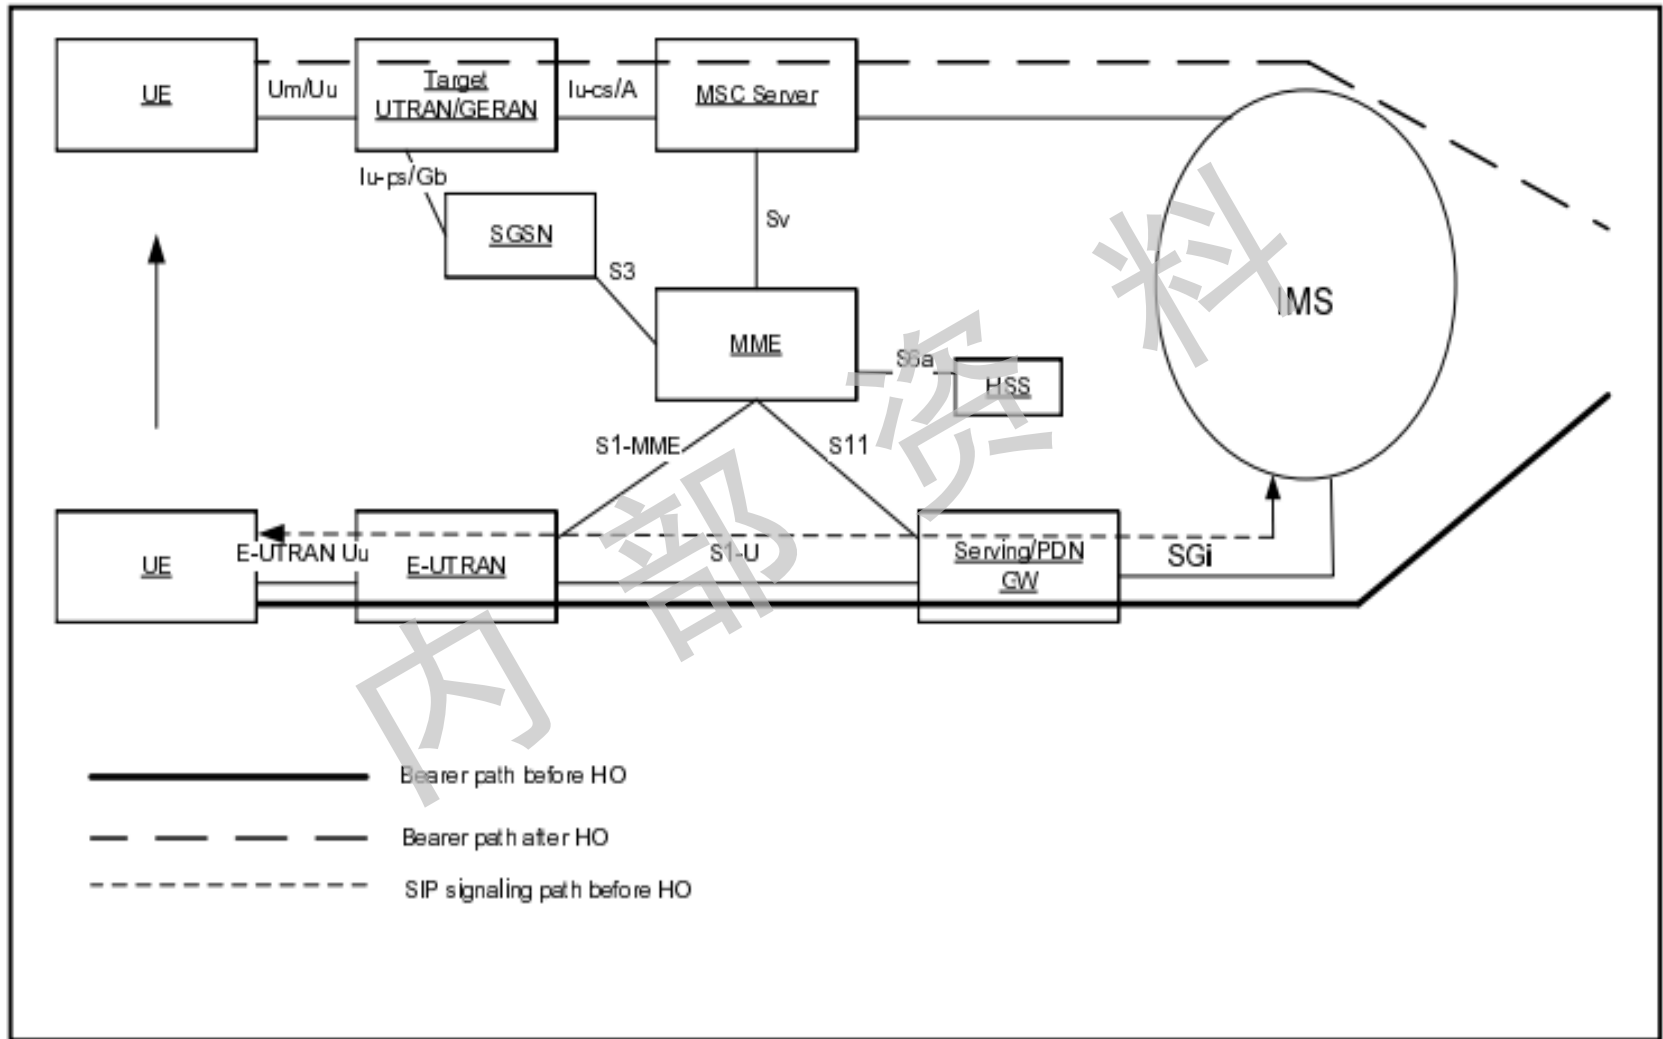 UE
Um/Uu
Target
UTRAN/GERAN
Iu-cs/A
MSC Server
Iu-ps/Gb
SGSN
Sv
S3
IMS
MME
S6a
HSS
S1-MME
S11
UE
E-UTRAN Uu
E-UTRAN
S1-U
Serving/PDN
GW
SGi
Bearer path before HO
Bearer path after HO
SIP signaling path before HO
内部资料